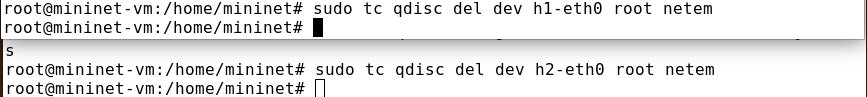 root@mininet-vm:/home/mininet# sudo tc qdisc del dev h1-eth0 root netem
root@mininet-vm:/home/mininet#
s
root@mininet-vm:/home/mininet# sudo tc qdisc del dev h2-eth0 root netem
root@mininet-vm:/home/mininet#